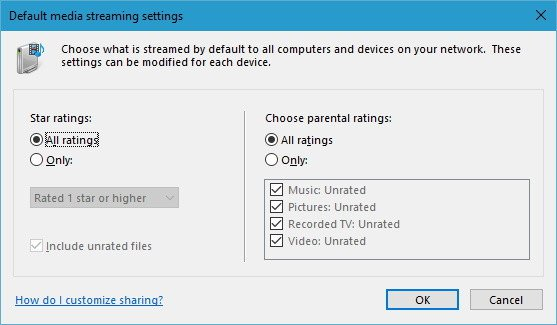 Default media streaming settings
Choose what is streamed by default to all computers and devices on your network. These
settings can be modified for each device.
Star ratings:
All ratings
Only:
Rated 1 star or higher
Include unrated files
Choose parental ratings:
All ratings
Only:
Music: Unrated
Pictures: Unrated
Recorded TV: Unrated
Video: Unrated
How do I customize sharing?
OK
Cancel